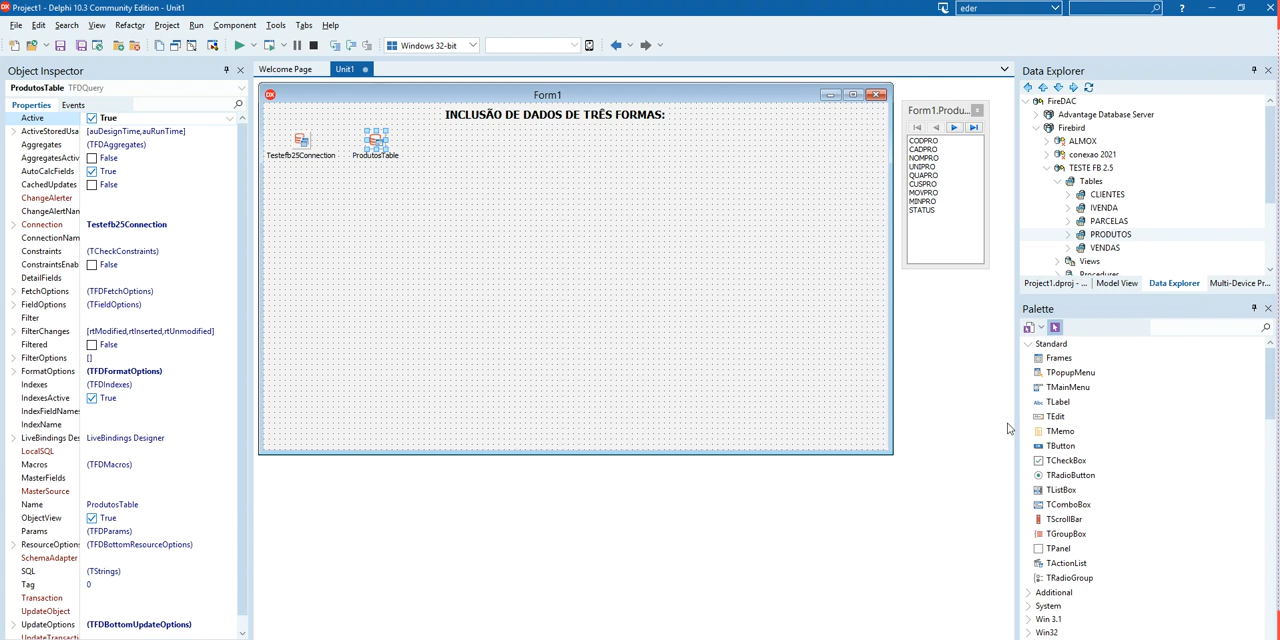 Project1 - Delphi 10.3 Community Edition - Unit1
eder
File Edit Search View Refactor Project Run Component Tools Tabs Help
Windows 32-bit
Object Inspector
ProdutosTable TFDQuery
Properties Events
Active True
ActiveStoredUsa [auDesignTime,auRunTime]
Aggregates (TFDAggregates)
AggregatesActiv False
AutoCalcFields True
CachedUpdates False
ChangeAlerter
ChangeAlertNan
Connection Testefb25Connection
ConnectionNam
Constraints (TCheckConstraints)
ConstraintsEnab False
DetailFields
FetchOptions (TFDFetchOptions)
FieldOptions (TFieldOptions)
Filter
FilterChanges [rtModified,rtInserted,rtUnmodified]
Filtered False
FilterOptions []
FormatOptions (TFDFormatOptions)
Indexes (TFDIndexes)
IndexesActive True
IndexFieldName
IndexName
LiveBindings Des LiveBindings Designer
LocalSQL
Macros (TFDMacros)
MasterFields
MasterSource
Name ProdutosTable
ObjectView True
Params (TFDParams)
ResourceOption (TFDBottomResourceOptions)
SchemaAdapter
SQL (TStrings)
Tag 0
Transaction
UpdateObject
UpdateOptions (TFDBottomUpdateOptions)
UpdateTransacti
Welcome Page Unit1
Form1
INCLUSÃO DE DADOS DE TRÊS FORMAS:
Testefb25Connection ProdutosTable
Form1.Produ...
CODPRO
CADPRO
NOMPRO
UNIPRO
QUAPRO
CUSPRO
MOVPRO
MINPRO
STATUS
Data Explorer
FireDAC
Advantage Database Server
Firebird
ALMOX
conexao 2021
TESTE FB 2.5
Tables
CLIENTES
IVENDA
PARCELAS
PRODUTOS
VENDAS
Views
Procedures
Project1.dproj - ... Model View Data Explorer Multi-Device Pr...
Palette
Standard
Frames
TPopupMenu
TMainMenu
TLabel
TEdit
TMemo
TButton
TCheckBox
TRadioButton
TListBox
TComboBox
TScrollBar
TGroupBox
TPanel
TActionList
TRadioGroup
Additional
System
Win 3.1
Win32